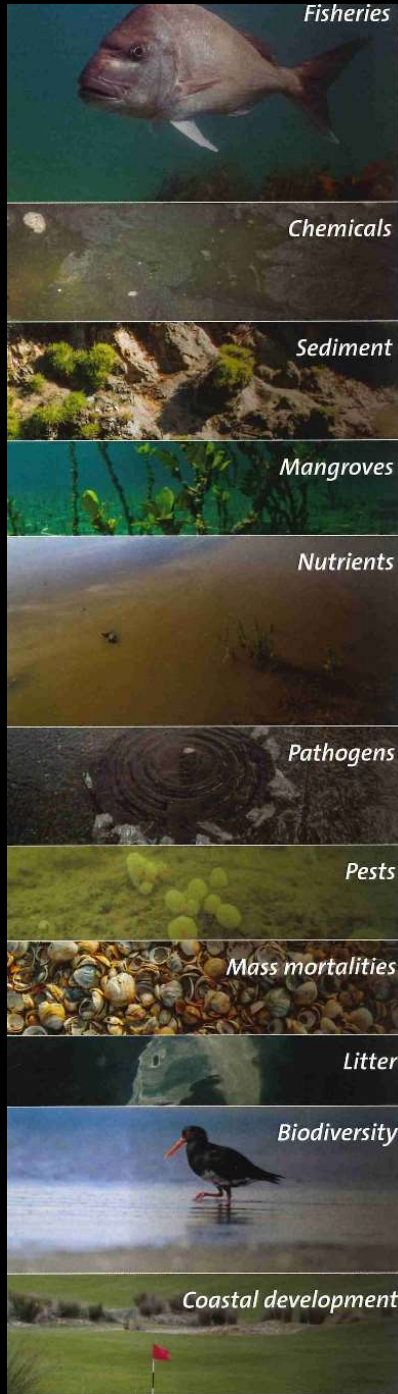 Fisheries
Chemicals
Sediment
Mangroves
Nutrients
Pathogens
Pests
Mass mortalities
Litter
Biodiversity
Coastal development